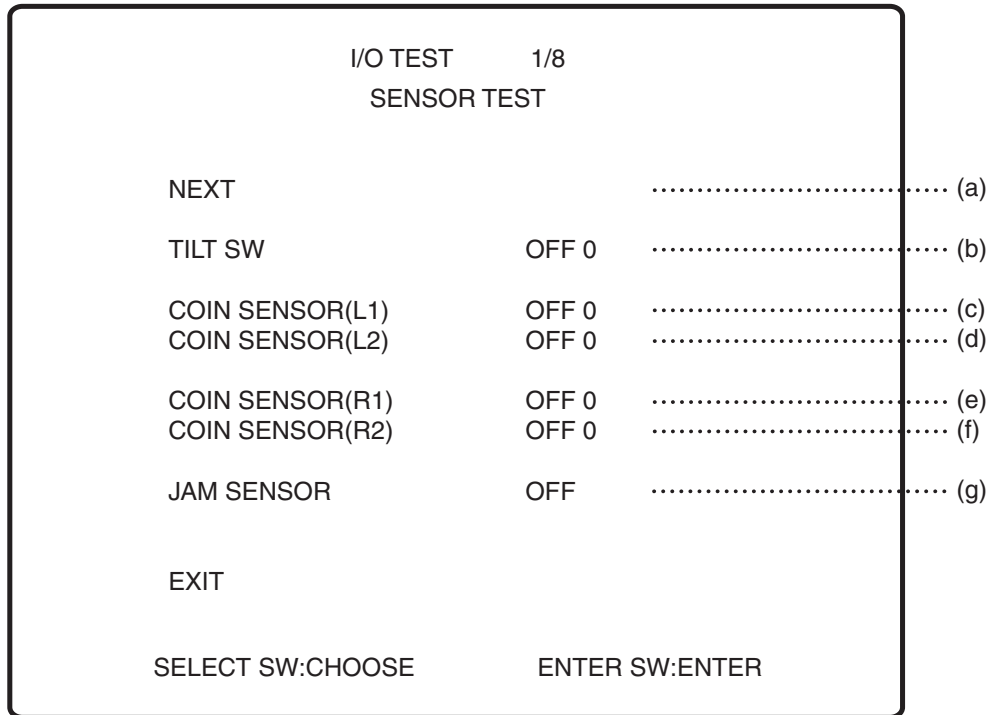 I/O TEST 1/8
SENSOR TEST
NEXT (a)
TILT SW OFF 0 (b)
COIN SENSOR(L1) OFF 0 (c)
COIN SENSOR(L2) OFF 0 (d)
COIN SENSOR(R1) OFF 0 (e)
COIN SENSOR(R2) OFF 0 (f)
JAM SENSOR OFF (g)
EXIT
SELECT SW:CHOOSE ENTER SW:ENTER